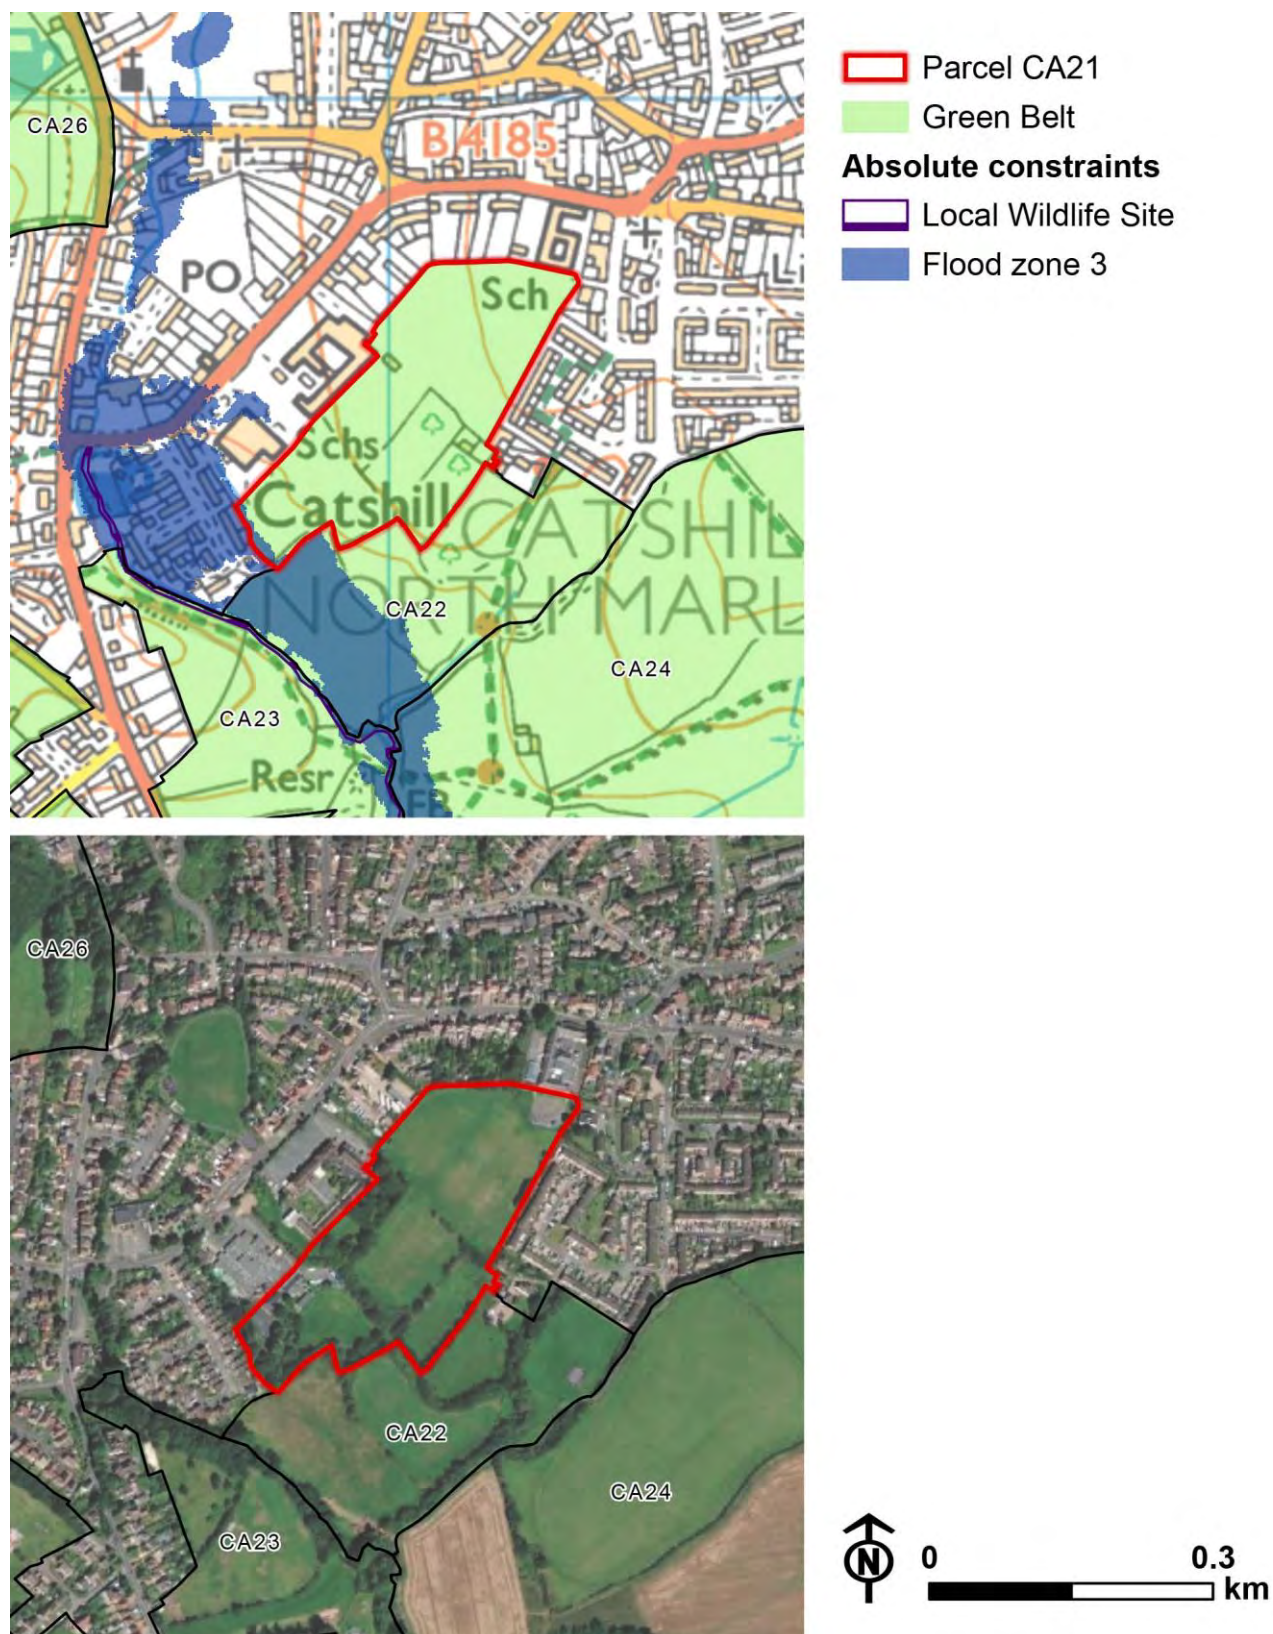 CA26
B4185
PO
Sch
Schs
Catshill
CATSHIL
NORTH MARL
CA22
CA24
CA23
Resr
FB
Parcel CA21
Green Belt
Absolute constraints
Local Wildlife Site
Flood zone 3
CA26
CA22
CA24
CA23
N
0 0.3
km